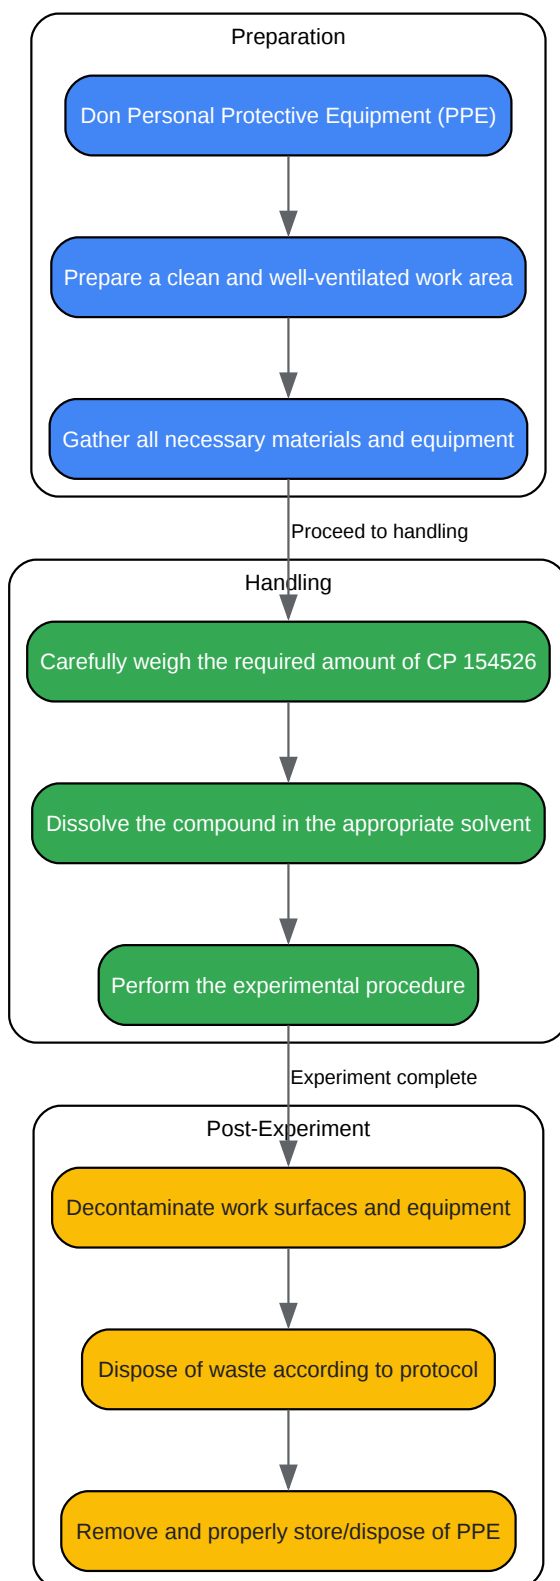 Preparation
Don Personal Protective Equipment (PPE)
Prepare a clean and well-ventilated work area
Gather all necessary materials and equipment
Proceed to handling
Handling
Carefully weigh the required amount of CP 154526
Dissolve the compound in the appropriate solvent
Perform the experimental procedure
Experiment complete
Post-Experiment
Decontaminate work surfaces and equipment
Dispose of waste according to protocol
Remove and properly store/dispose of PPE